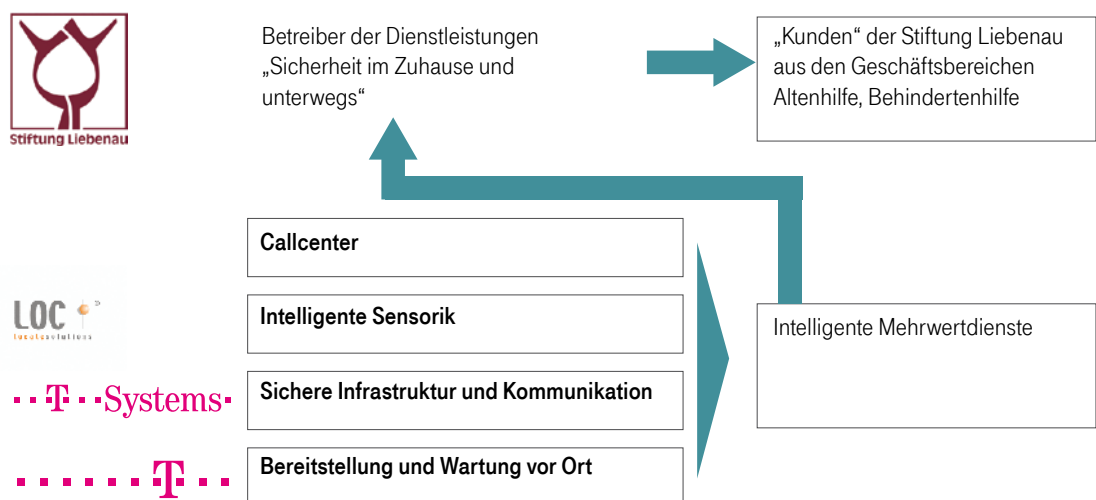 Stiftung Liebenau
Betreiber der Dienstleistungen
„Sicherheit im Zuhause und
unterwegs“
„Kunden“ der Stiftung Liebenau
aus den Geschäftsbereichen
Altenhilfe, Behindertenhilfe
Callcenter
LOC
locatesolutions
Intelligente Sensorik
Intelligente Mehrwertdienste
··T··Systems·
Sichere Infrastruktur und Kommunikation
······T··
Bereitstellung und Wartung vor Ort